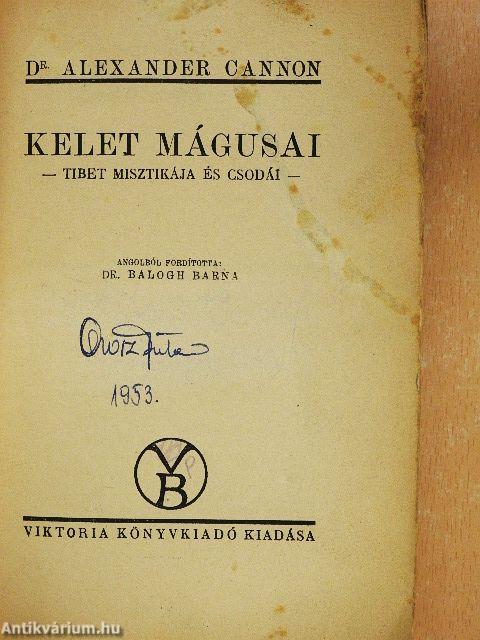 DR. ALEXANDER CANNON
KELET MÁGUSAI
— TIBET MISZTIKÁJA ÉS CSODÁI —
ANGOLBÓL FORDÍTOTTA:
DR. BALOGH BARNA
1953.
VB
VIKTORIA KÖNYVKIADÓ KIADÁSA
Antikvárium.hu